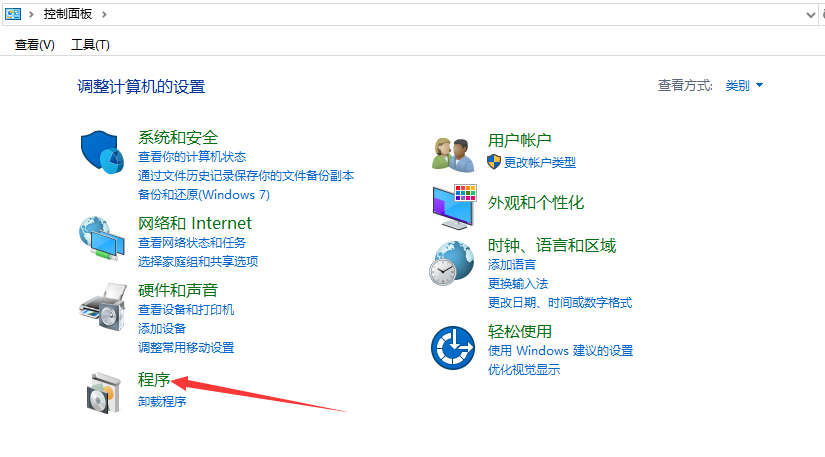 控制面板
查看(V) 工具(T)
调整计算机的设置
查看方式: 类别
系统和安全
查看你的计算机状态
通过文件历史记录保存你的文件备份副本
备份和还原(Windows 7)
网络和 Internet
查看网络状态和任务
选择家庭组和共享选项
硬件和声音
查看设备和打印机
添加设备
调整常用移动设置
程序
卸载程序
用户帐户
更改帐户类型
外观和个性化
时钟、语言和区域
添加语言
更换输入法
更改日期、时间或数字格式
轻松使用
使用 Windows 建议的设置
优化视觉显示